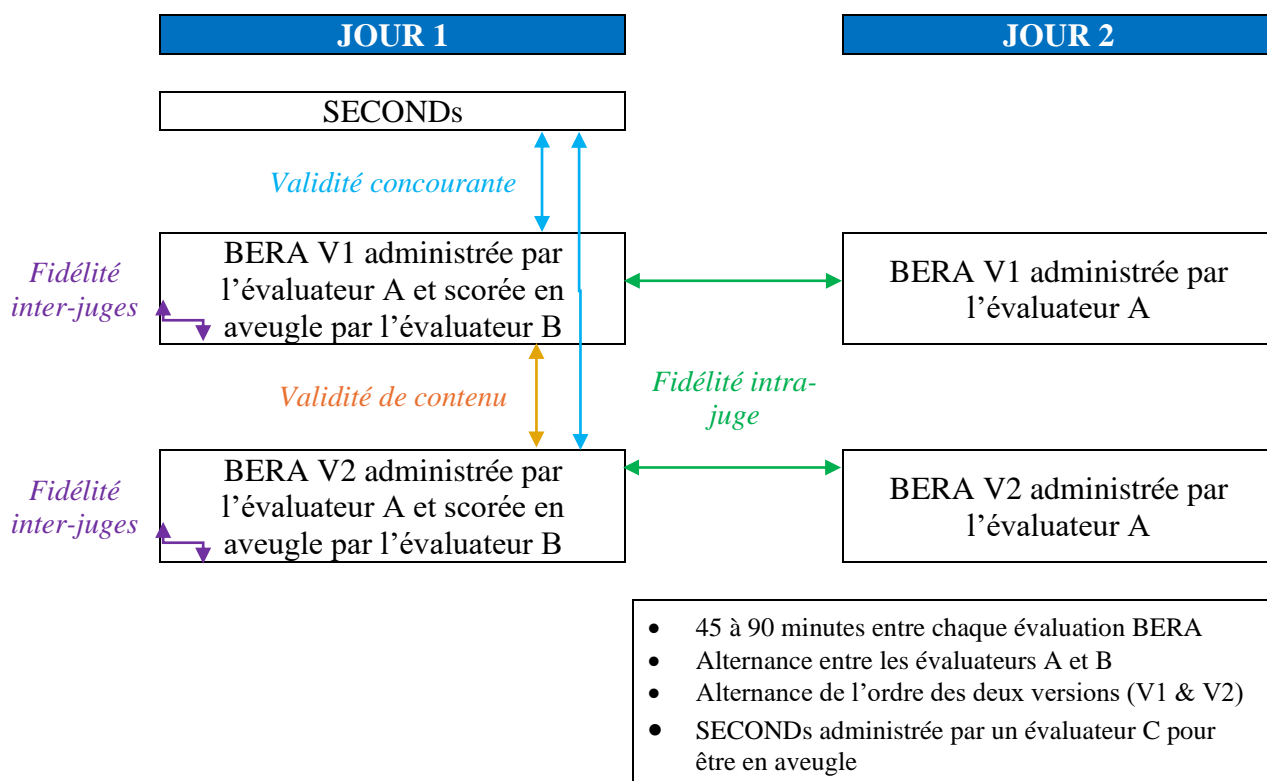 JOUR 1
JOUR 2
SECONDs
Validité concourante
Fidélité
inter-juges
BERA V1 administrée par
l’évaluateur A et scorée en
aveugle par l’évaluateur B
BERA V1 administrée par
l’évaluateur A
Validité de contenu
Fidélité intra-
juge
Fidélité
inter-juges
BERA V2 administrée par
l’évaluateur A et scorée en
aveugle par l’évaluateur B
BERA V2 administrée par
l’évaluateur A
• 45 à 90 minutes entre chaque évaluation BERA
• Alternance entre les évaluateurs A et B
• Alternance de l’ordre des deux versions (V1 & V2)
• SECONDs administrée par un évaluateur C pour
être en aveugle